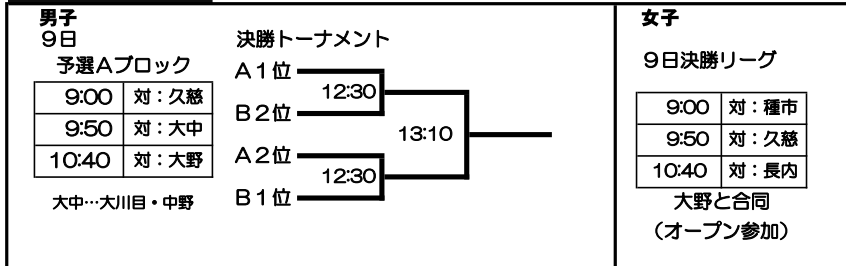 男子
9日
予選Aブロック
9:00 対：久慈
9:50 対：大中
10:40 対：大野
大中…大川目・中野
決勝トーナメント
A1位
12:30
B2位
13:10
A2位
12:30
B1位
女子
9日決勝リーグ
9:00 対：種市
9:50 対：久慈
10:40 対：長内
大野と合同
（オープン参加）